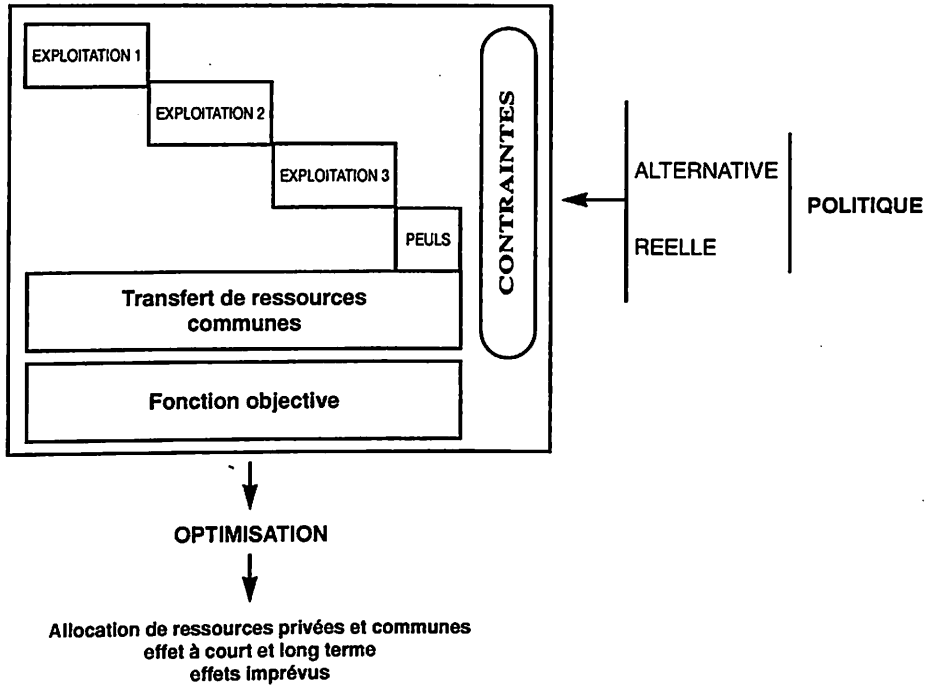 EXPLOITATION 1
EXPLOITATION 2
EXPLOITATION 3
PEULS
Transfert de ressources
communes
Fonction objective
CONTRAINTES
ALTERNATIVE
REELLE
POLITIQUE
OPTIMISATION
Allocation de ressources privées et communes
effet à court et long terme
effets imprévus